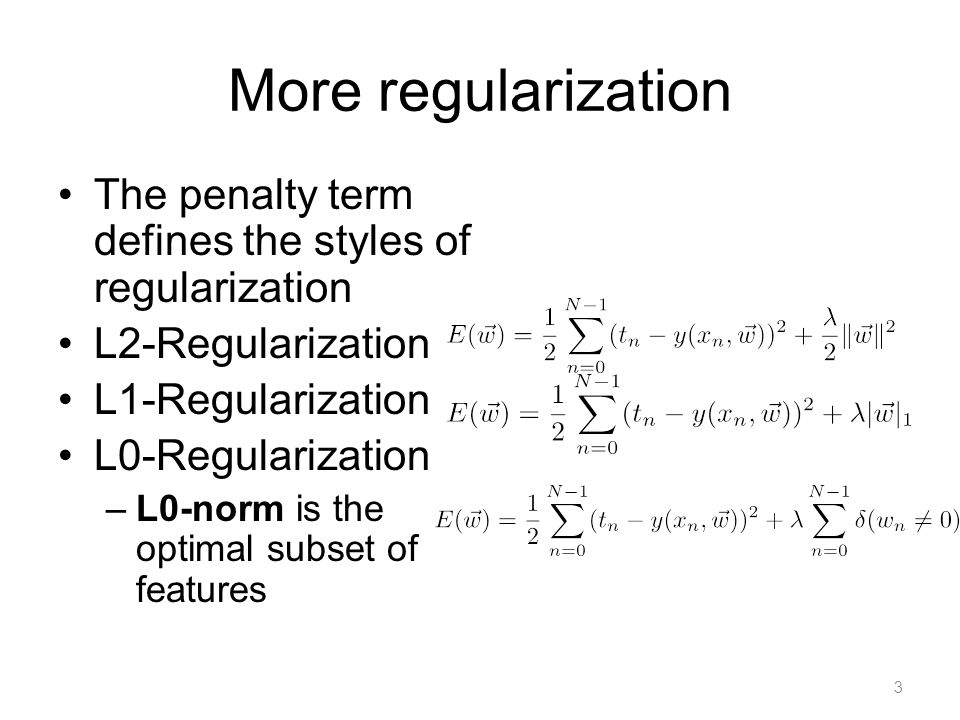 More regularization
• The penalty term
defines the styles of
regularization
• L2-Regularization
E(\vec{w}) = \frac{1}{2} \sum_{n=0}^{N-1} (t_n - y(x_n, \vec{w}))^2 + \frac{\lambda}{2} \|\vec{w}\|^2
• L1-Regularization
E(\vec{w}) = \frac{1}{2} \sum_{n=0}^{N-1} (t_n - y(x_n, \vec{w}))^2 + \lambda |\vec{w}|_1
• L0-Regularization
E(\vec{w}) = \frac{1}{2} \sum_{n=0}^{N-1} (t_n - y(x_n, \vec{w}))^2 + \lambda \sum_{n=0}^{N-1} \delta(w_n \neq 0)
– L0-norm is the
optimal subset of
features
3